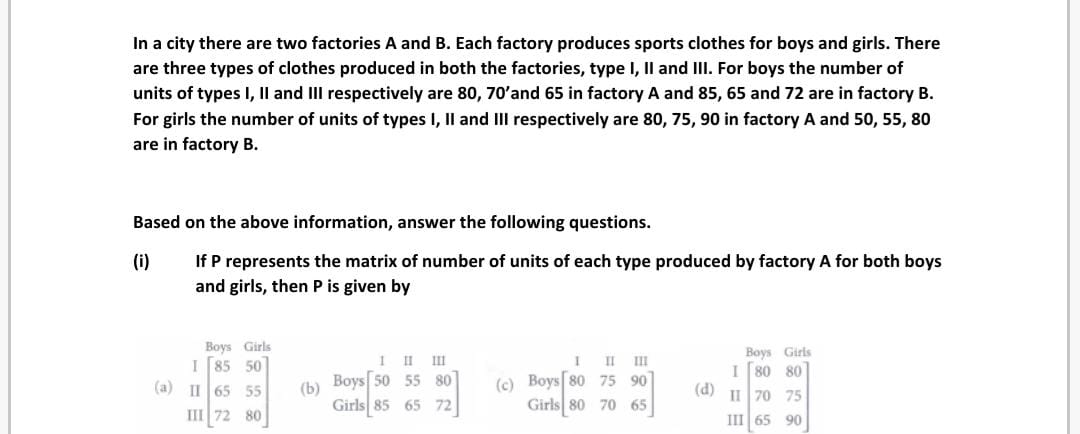 In a city there are two factories A and B. Each factory produces sports clothes for boys and girls. There
are three types of clothes produced in both the factories, type I, II and III. For boys the number of
units of types I, II and III respectively are 80, 70'and 65 in factory A and 85, 65 and 72 are in factory B.
For girls the number of units of types I, II and III respectively are 80, 75, 90 in factory A and 50, 55, 80
are in factory B.
Based on the above information, answer the following questions.
(i) If P represents the matrix of number of units of each type produced by factory A for both boys
and girls, then P is given by
(a)
Boys Girls
I 85 50
II 65 55
III 72 80
(b)
I II III
Boys 50 55 80
Girls 85 65 72
(c)
I II III
Boys 80 75 90
Girls 80 70 65
(d)
Boys Girls
I 80 80
II 70 75
III 65 90